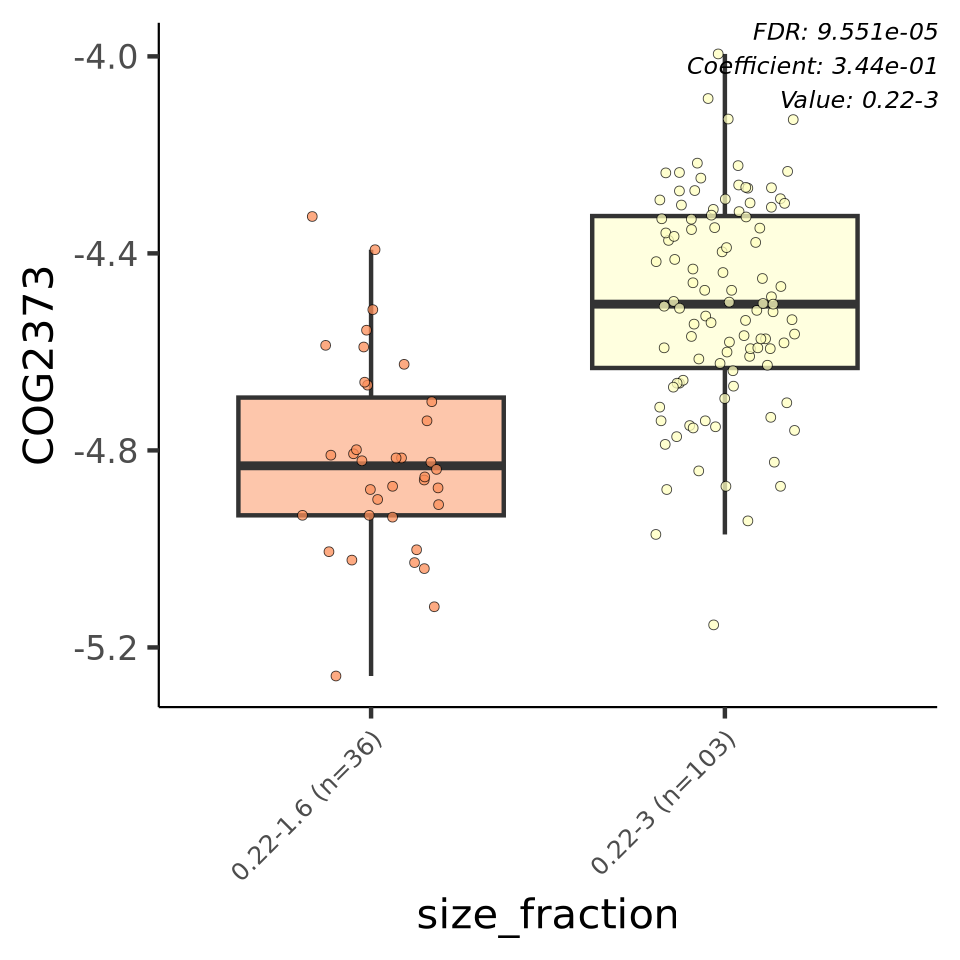 FDR: 9.551e-05
Coefficient: 3.44e-01
Value: 0.22-3
-4.0
-4.4
-4.8
-5.2
COG2373
0.22-1.6 (n=36)
0.22-3 (n=103)
size_fraction